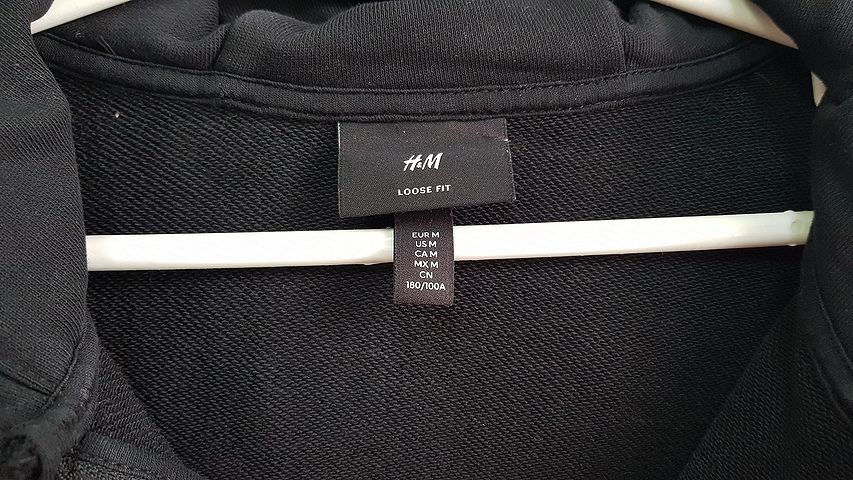 H&M
LOOSE FIT
EUR M
US M
CA M
MX M
CN
180/100A